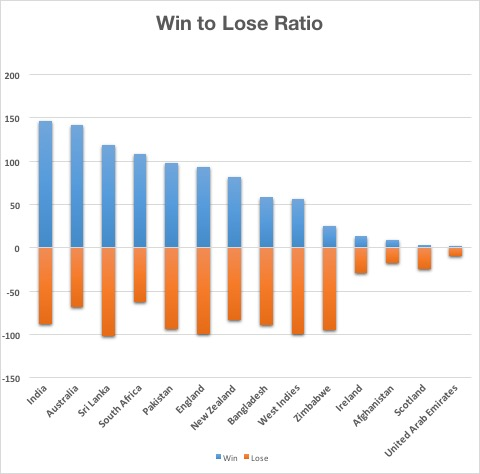 Win to Lose Ratio
200
150
100
50
0
-50
-100
-150
India
Australia
Sri Lanka
South Africa
Pakistan
England
New Zealand
Bangladesh
West Indies
Zimbabwe
Ireland
Afghanistan
Scotland
United Arab Emirates
Win Lose